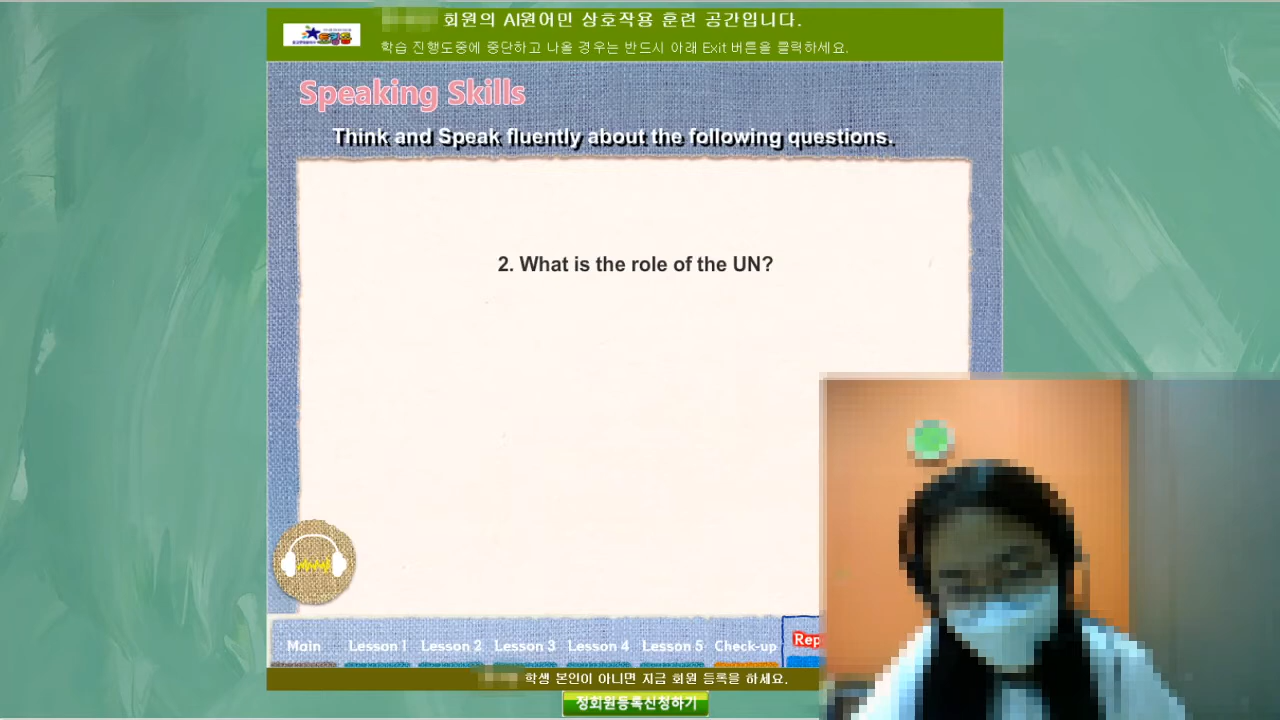 회원의 AI원어민 상호작용 훈련 공간입니다.
학습 진행도중에 중단하고 나올 경우는 반드시 아래 Exit 버튼을 클릭하세요.
Speaking Skills
Think and Speak fluently about the following questions.
2. What is the role of the UN?
Main Lesson 1 Lesson 2 Lesson 3 Lesson 4 Lesson 5 Check-up Rep
학생 본인이 아니면 지금 회원 등록을 하세요.
정회원등록신청하기